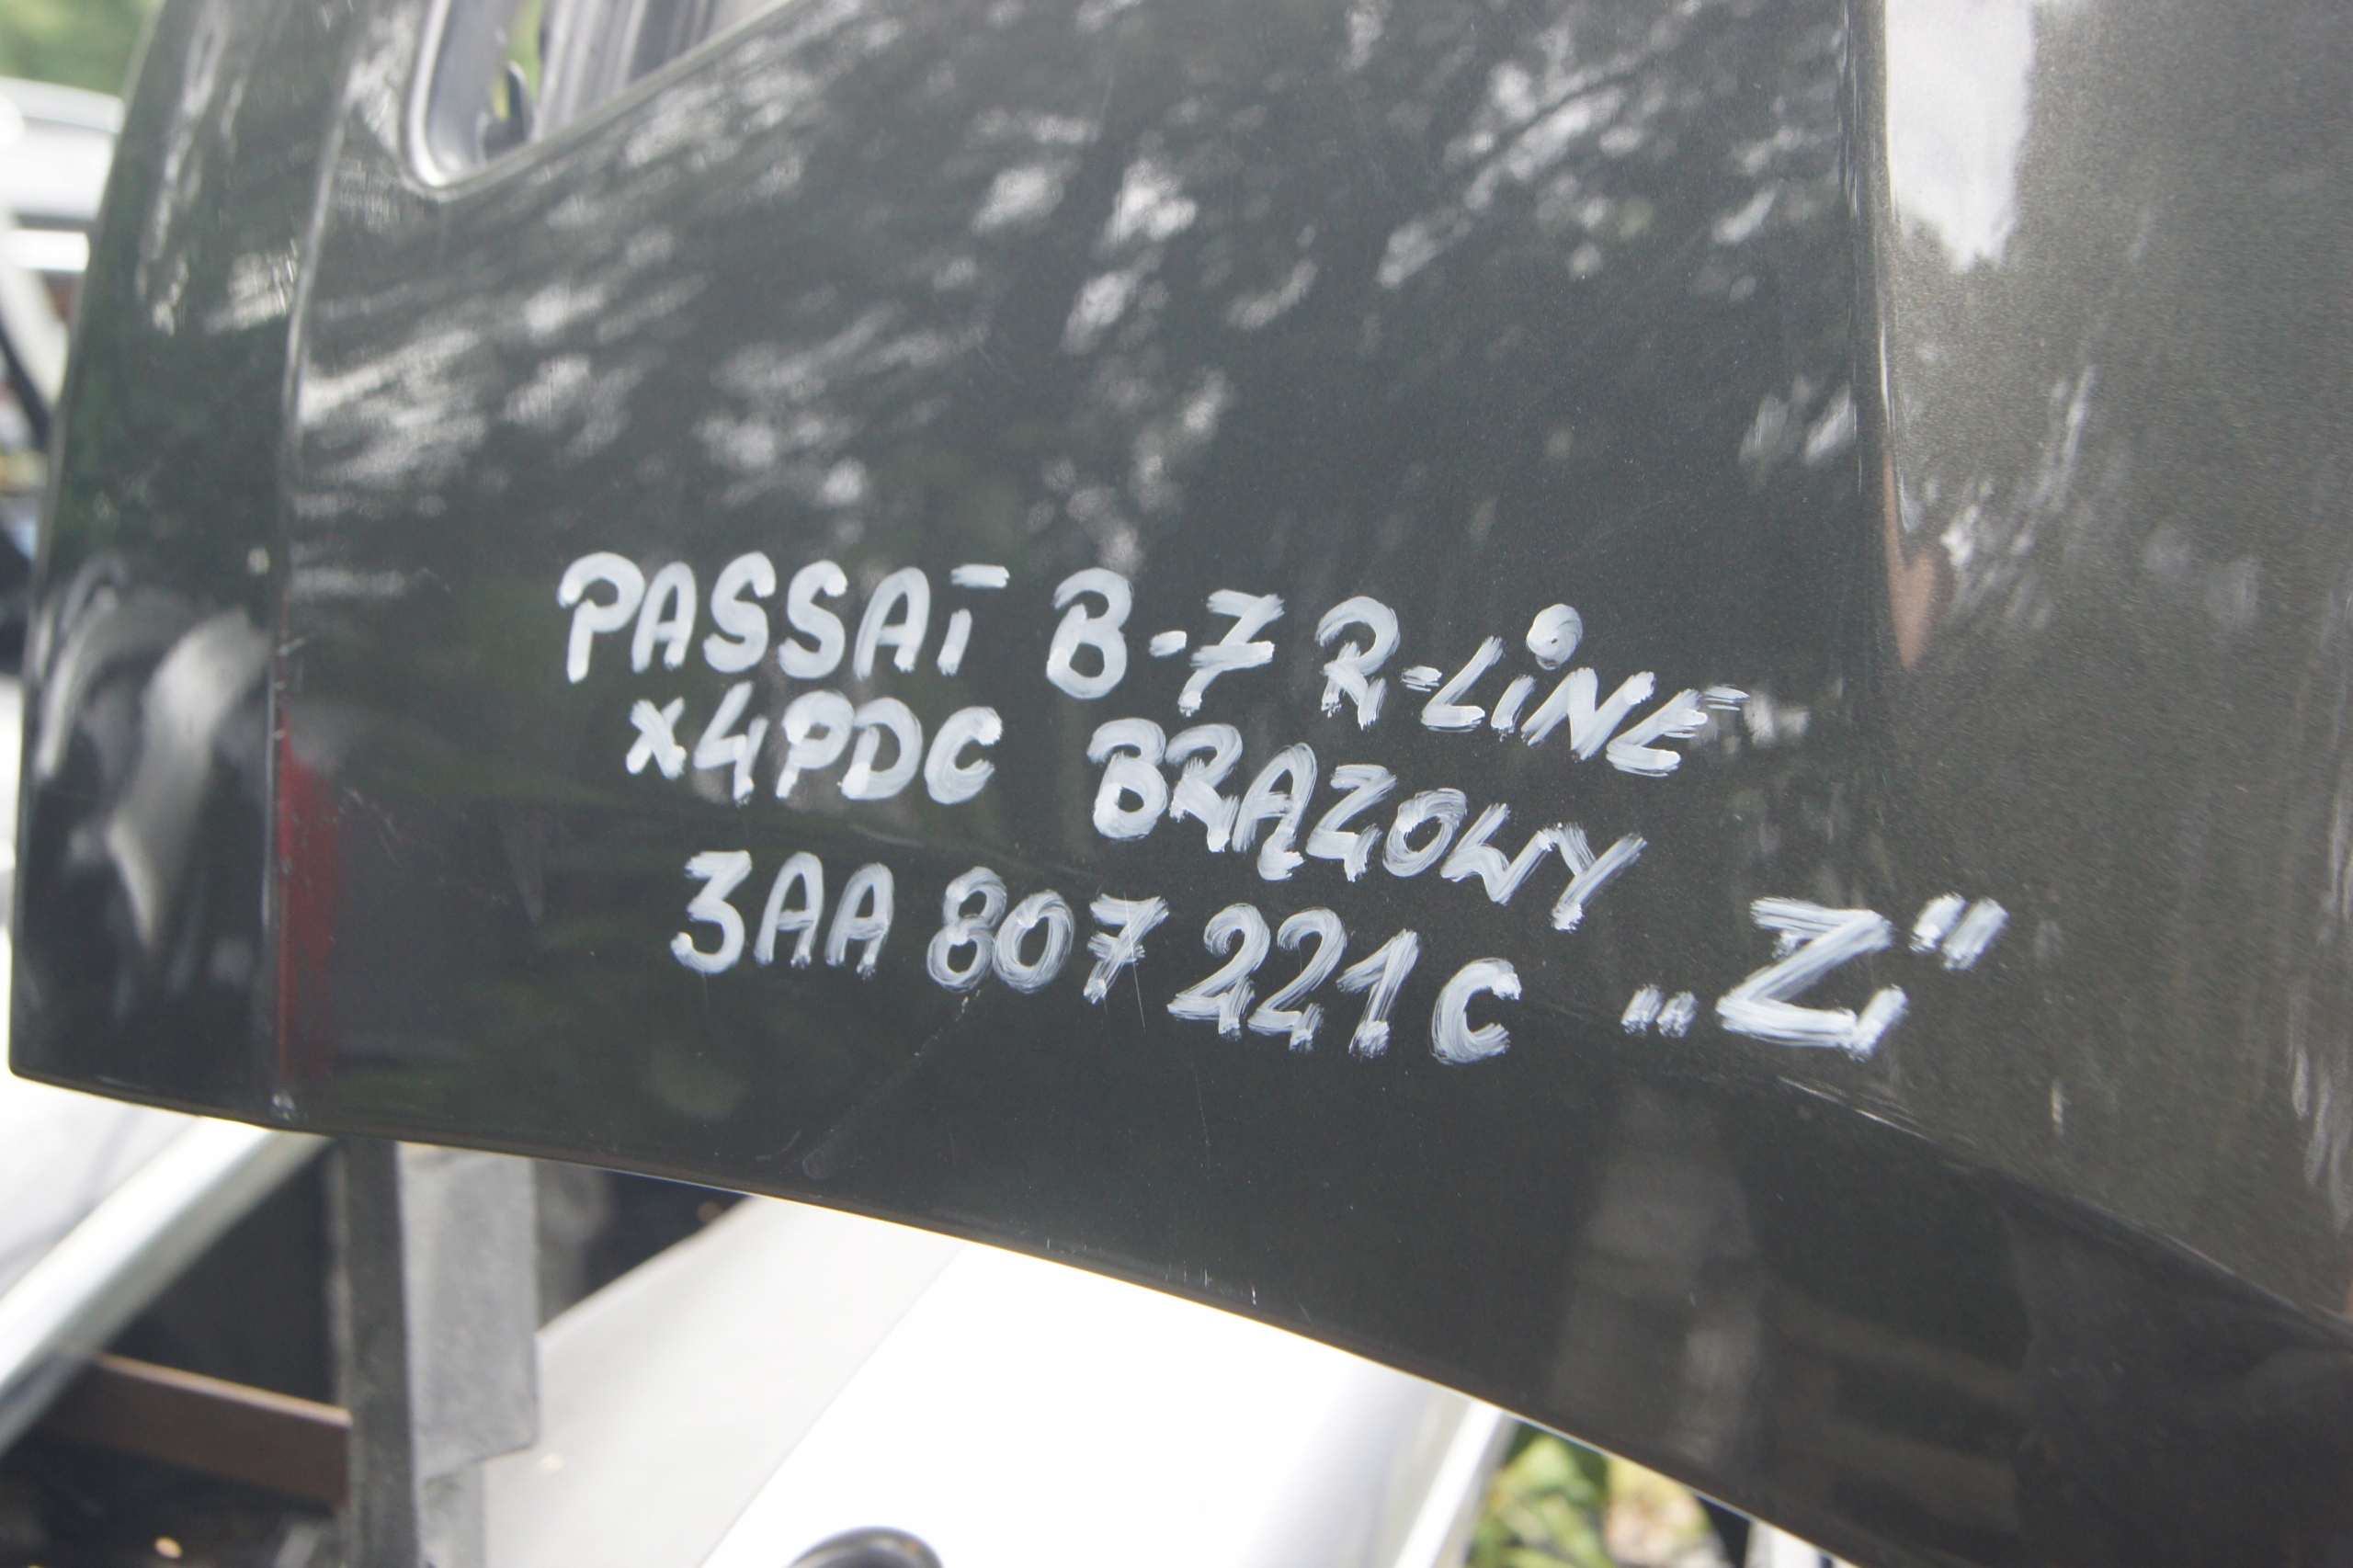 PASSAT B-7 R-LiNE
x4PDC BRĄZOWY
3AA 807 221 C „Z"